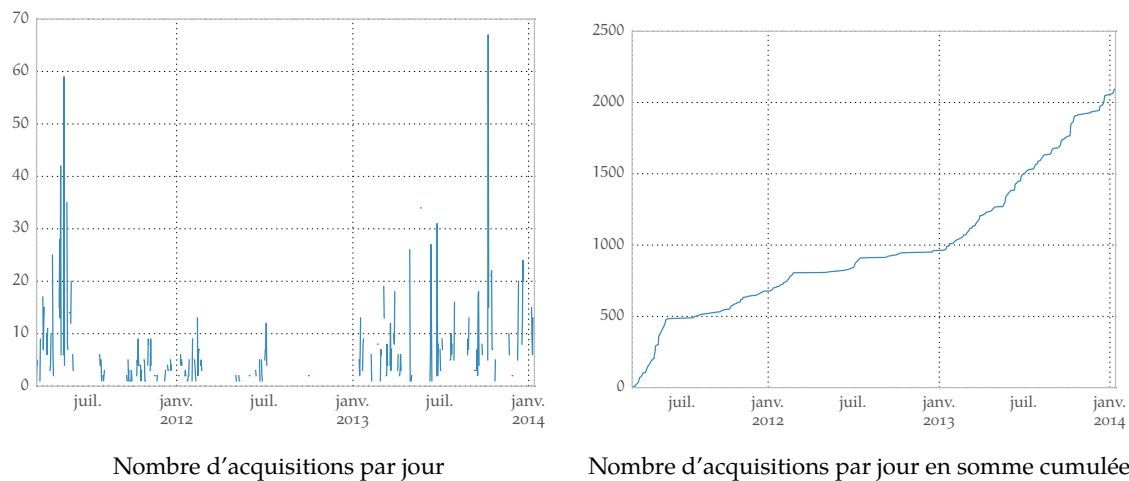 70
60
50
40
30
20
10
0
juil.
janv.
2012
juil.
janv.
2013
juil.
janv.
2014
Nombre d'acquisitions par jour
2500
2000
1500
1000
500
0
juil.
janv.
2012
juil.
janv.
2013
juil.
janv.
2014
Nombre d'acquisitions par jour en somme cumulée